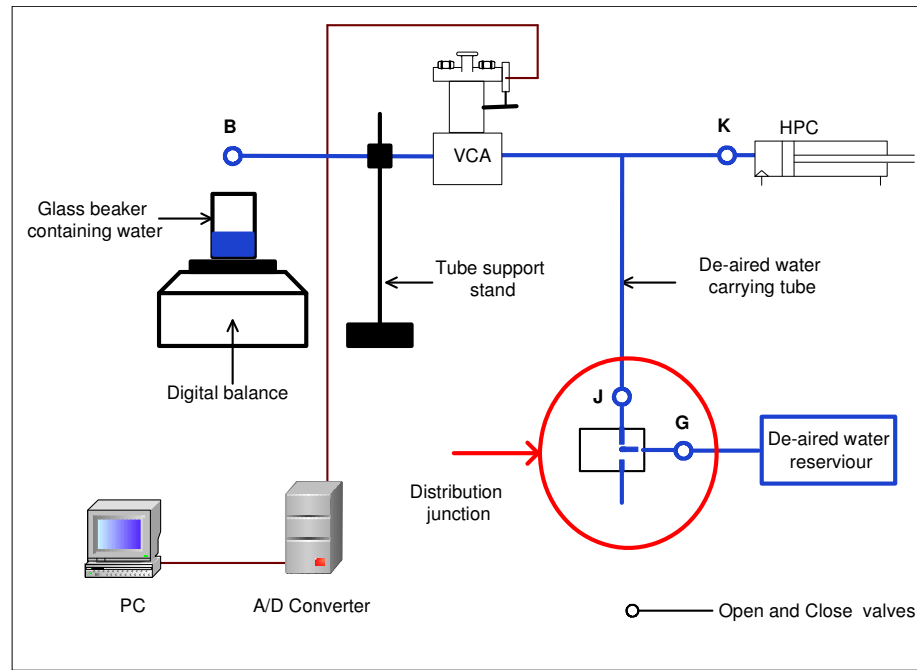 B
VCA
K
HPC
Glass beaker
containing water
Tube support
stand
De-aired water
carrying tube
Digital balance
J
G
De-aired water
reserviour
Distribution
junction
PC
A/D Converter
Open and Close valves